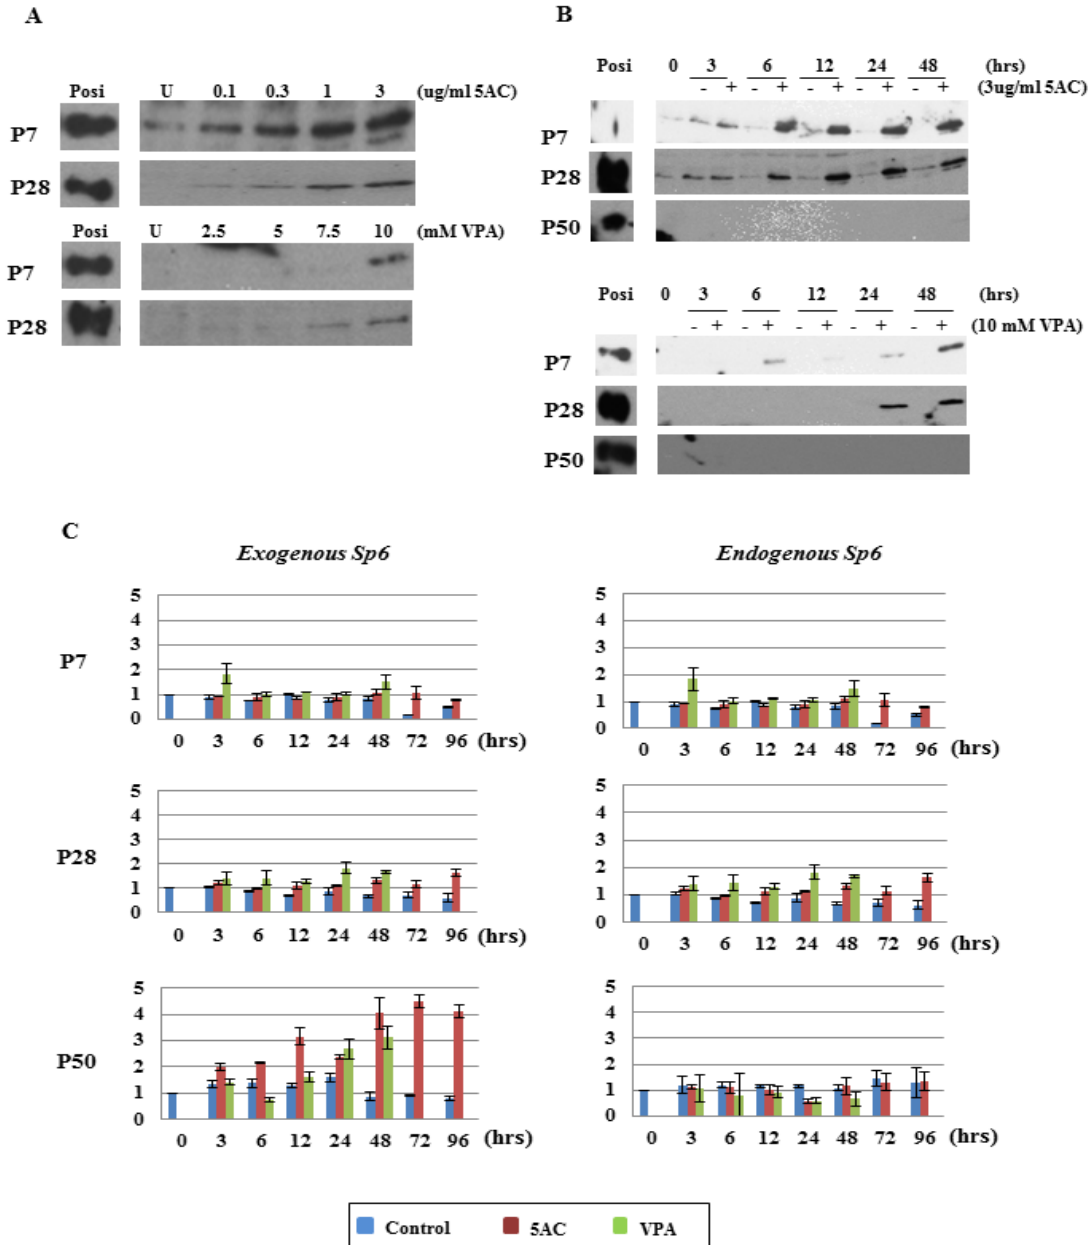 A
Posi U 0.1 0.3 1 3 (ug/ml 5AC)
P7
P28
Posi U 2.5 5 7.5 10 (mM VPA)
P7
P28
B
Posi 0 3 6 12 24 48 (hrs)
- + - + - + - + - + (3ug/ml 5AC)
P7
P28
P50
Posi 0 3 6 12 24 48 (hrs)
- + - + - + - + - + (10 mM VPA)
P7
P28
P50
C
Exogenous Sp6 Endogenous Sp6
P7
5
4
3
2
1
0
0 3 6 12 24 48 72 96 (hrs)
5
4
3
2
1
0
0 3 6 12 24 48 72 96 (hrs)
P28
5
4
3
2
1
0
0 3 6 12 24 48 72 96 (hrs)
5
4
3
2
1
0
0 3 6 12 24 48 72 96 (hrs)
P50
5
4
3
2
1
0
0 3 6 12 24 48 72 96 (hrs)
5
4
3
2
1
0
0 3 6 12 24 48 72 96 (hrs)
Control 5AC VPA